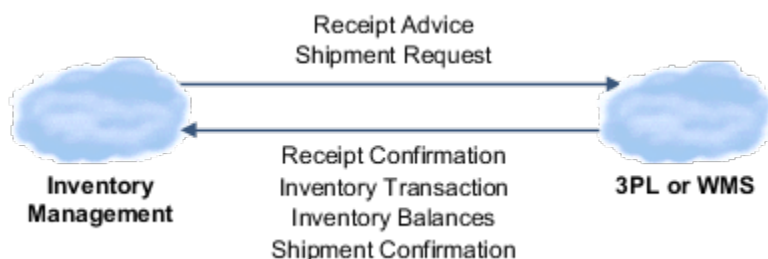 Receipt Advice
Shipment Request
Receipt Confirmation
Inventory Transaction
Inventory Balances
Shipment Confirmation
Inventory
Management
3PL or WMS